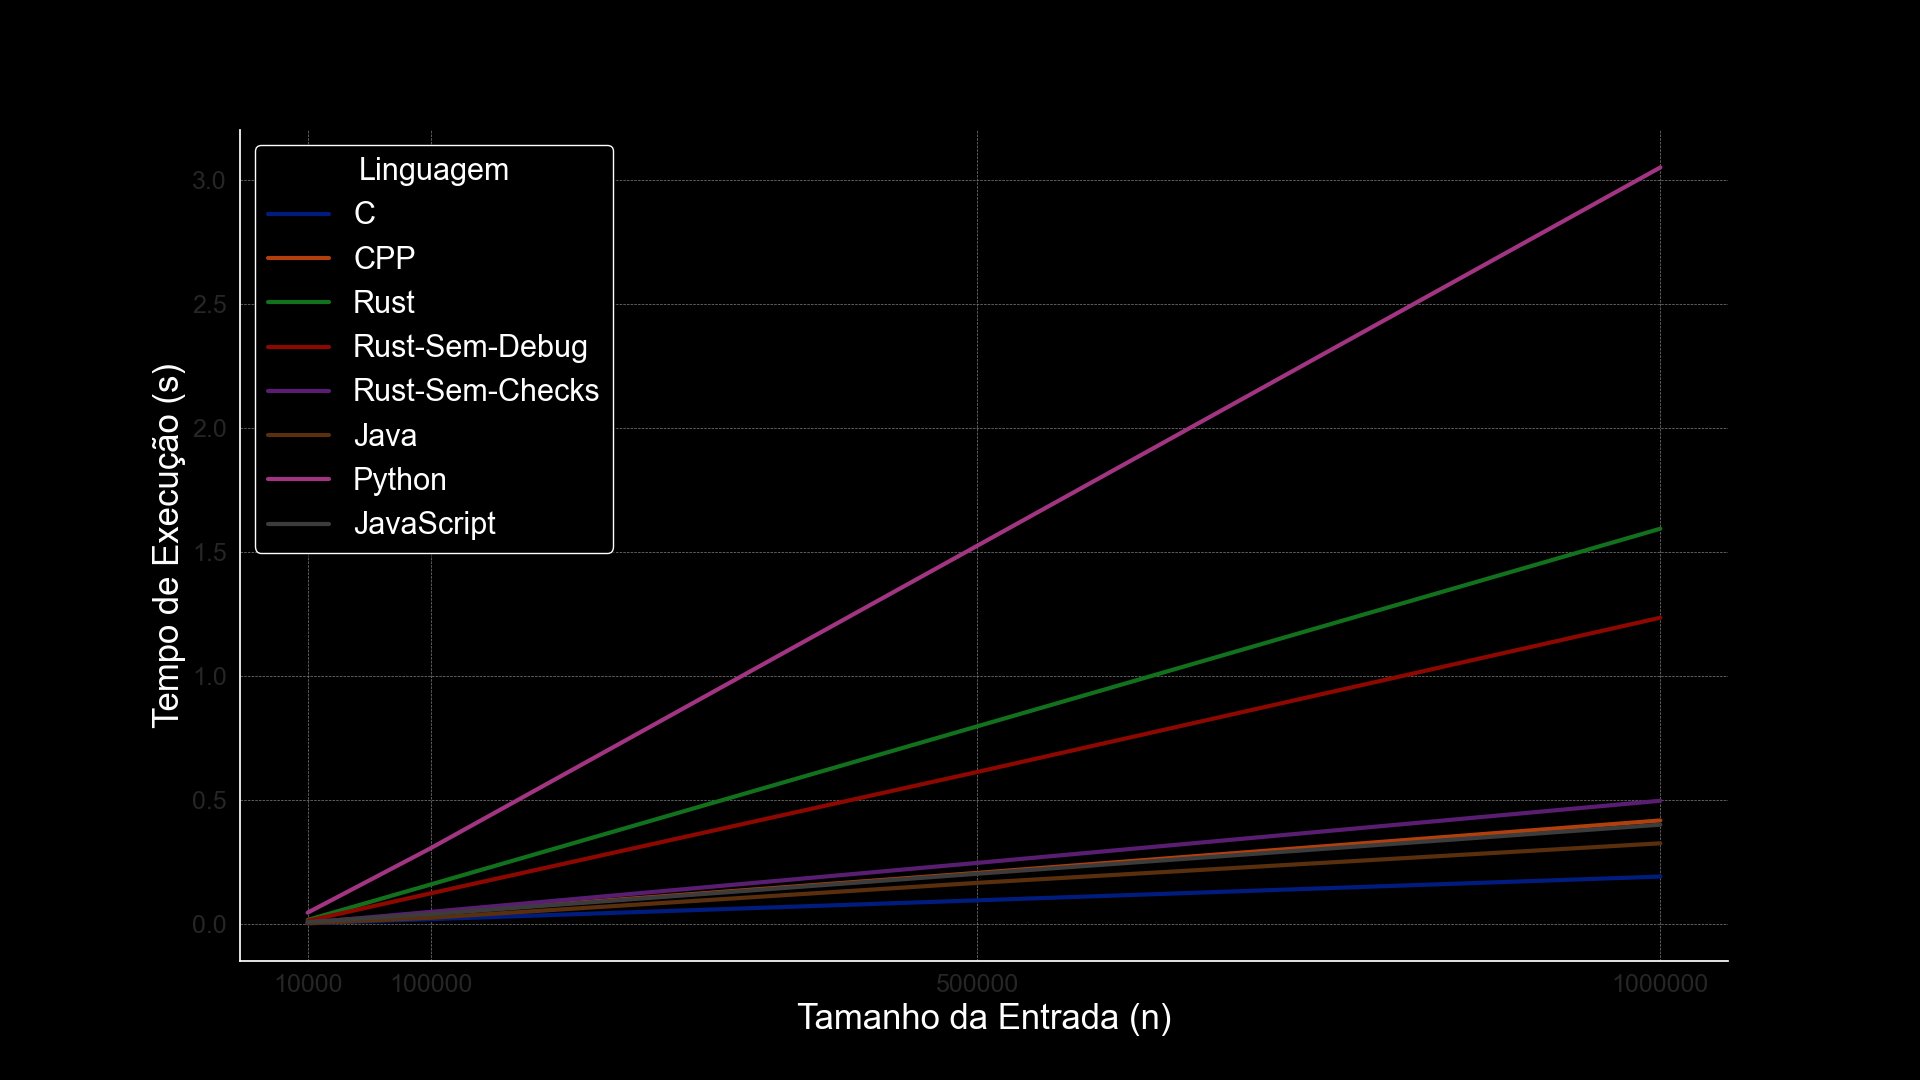 Linguagem
C
CPP
Rust
Rust-Sem-Debug
Rust-Sem-Checks
Java
Python
JavaScript
Tempo de Execução (s)
3.0
2.5
2.0
1.5
1.0
0.5
0.0
10000 100000 500000 1000000
Tamanho da Entrada (n)